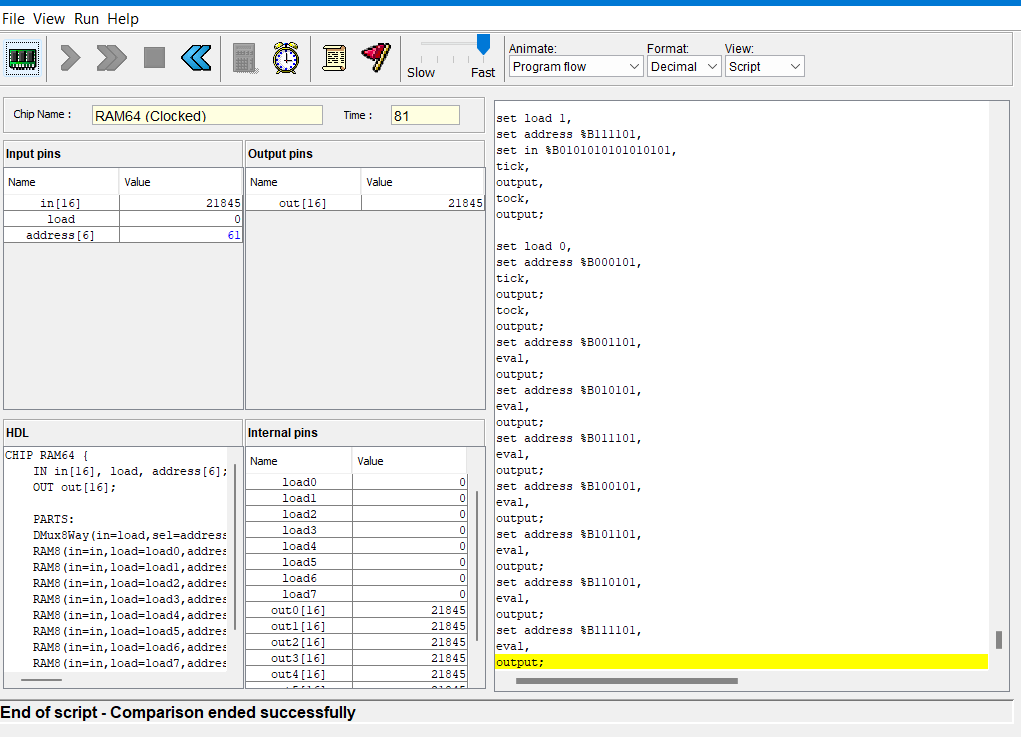 File View Run Help
Animate: Format: View:
Slow Fast Program flow Decimal Script
Chip Name : RAM64 (Clocked) Time : 81
Input pins
Name Value
in[16] 21845
load 0
address[6] 61
Output pins
Name Value
out[16] 21845
HDL
CHIP RAM64 {
IN in[16], load, address[6];
OUT out[16];
PARTS:
DMux8Way(in=load,sel=address
RAM8(in=in,load=load0,addres
RAM8(in=in,load=load1,addres
RAM8(in=in,load=load2,addres
RAM8(in=in,load=load3,addres
RAM8(in=in,load=load4,addres
RAM8(in=in,load=load5,addres
RAM8(in=in,load=load6,addres
RAM8(in=in,load=load7,addres
Internal pins
Name Value
load0 0
load1 0
load2 0
load3 0
load4 0
load5 0
load6 0
load7 0
out0[16] 21845
out1[16] 21845
out2[16] 21845
out3[16] 21845
out4[16] 21845
set load 1,
set address %B111101,
set in %B0101010101010101,
tick,
output,
tock,
output;
set load 0,
set address %B000101,
tick,
output;
tock,
output;
set address %B001101,
eval,
output;
set address %B010101,
eval,
output;
set address %B011101,
eval,
output;
set address %B100101,
eval,
output;
set address %B101101,
eval,
output;
set address %B110101,
eval,
output;
set address %B111101,
eval,
output;
End of script - Comparison ended successfully